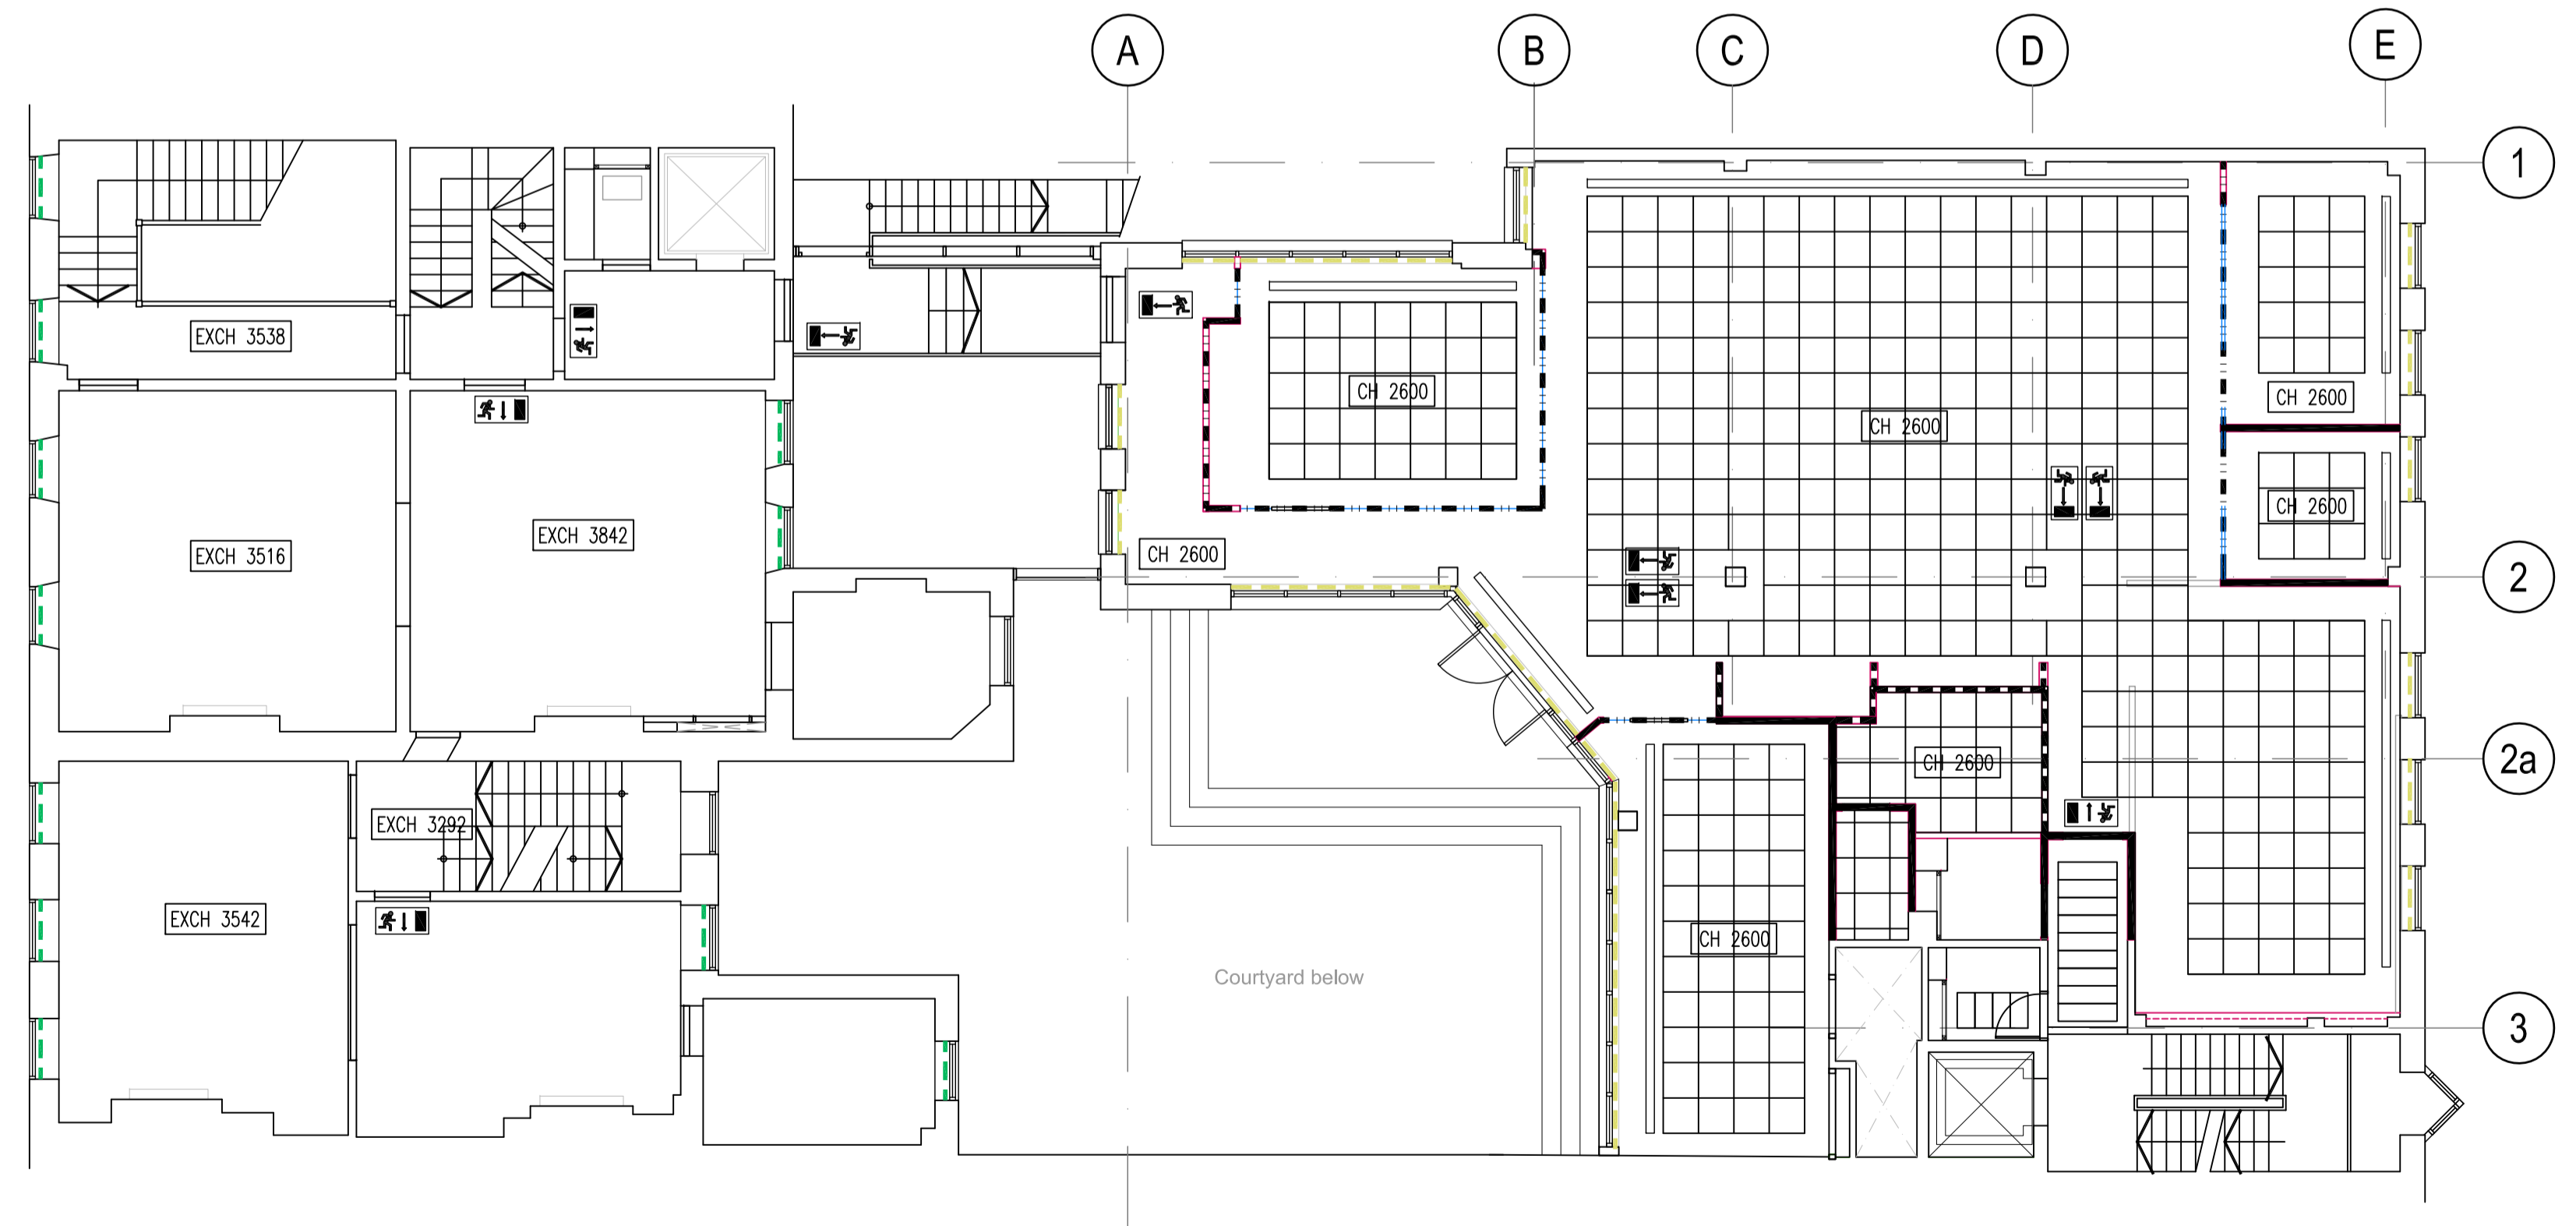 A
B
C
D
E
1
EXCH 3538
CH 2600
CH 2600
CH 2600
CH 2600
EXCH 3516
EXCH 3842
CH 2600
2
EXCH 3292
CH 2600
2a
EXCH 3542
CH 2600
Courtyard below
3